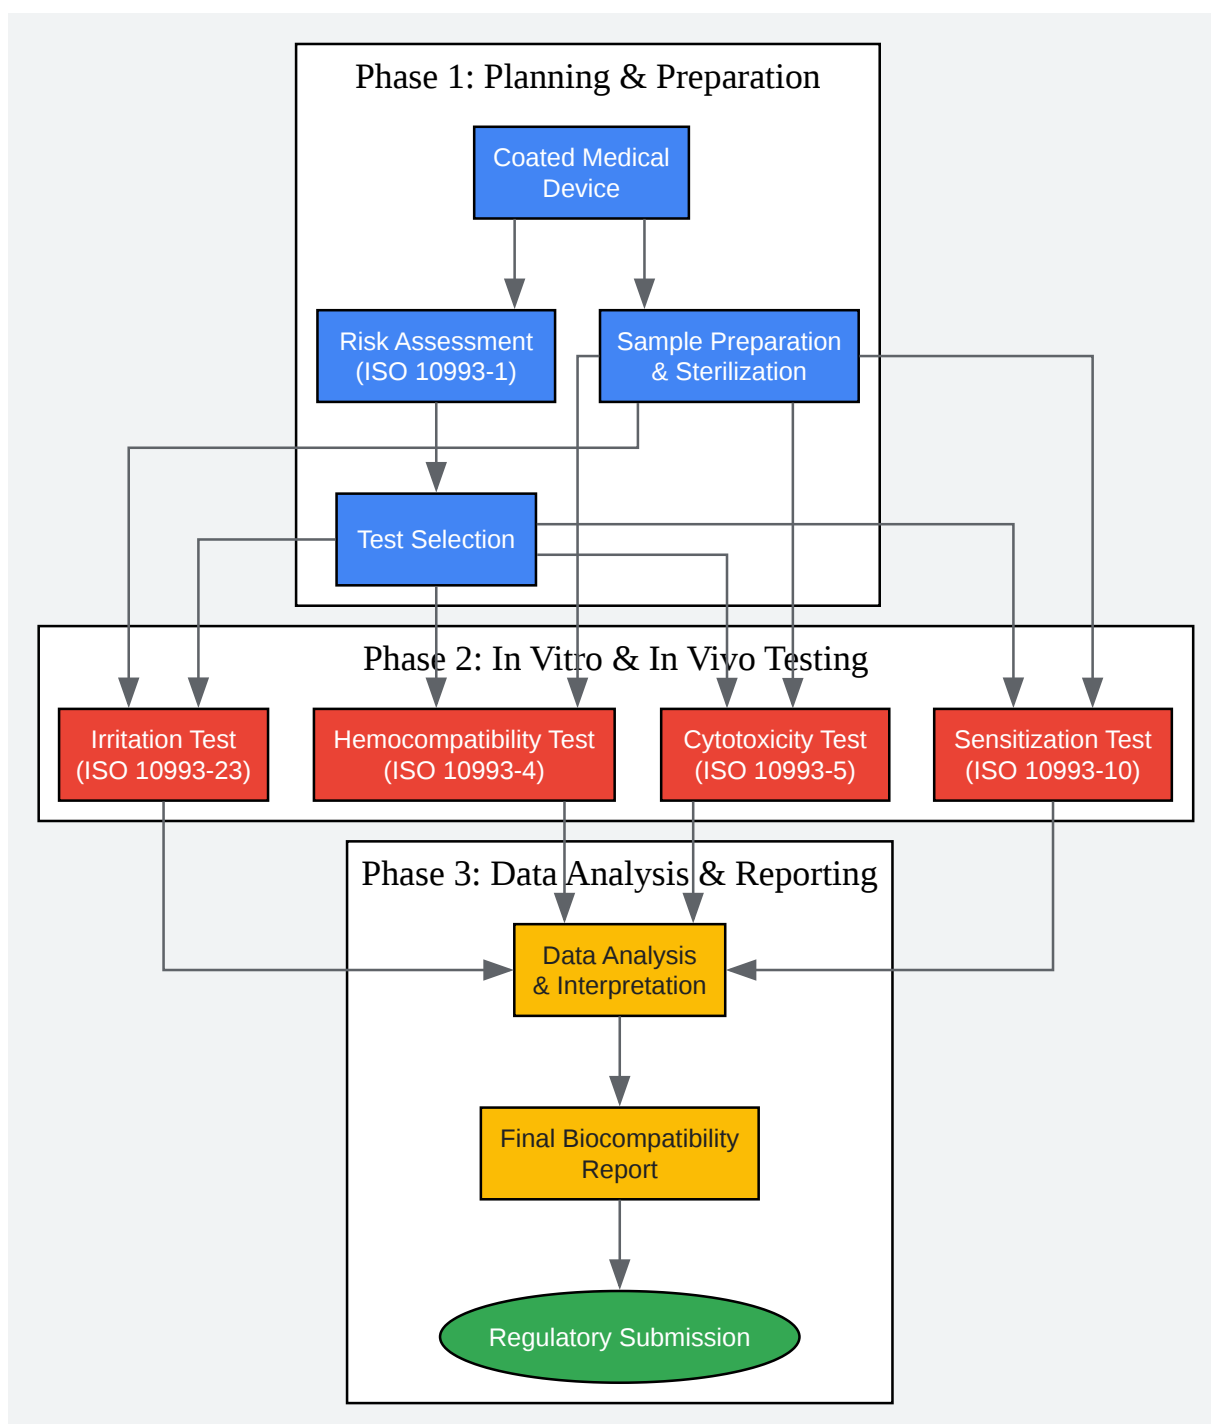 Phase 1: Planning & Preparation
Coated Medical
Device
Risk Assessment
(ISO 10993-1)
Sample Preparation
& Sterilization
Test Selection
Phase 2: In Vitro & In Vivo Testing
Irritation Test
(ISO 10993-23)
Hemocompatibility Test
(ISO 10993-4)
Cytotoxicity Test
(ISO 10993-5)
Sensitization Test
(ISO 10993-10)
Phase 3: Data Analysis & Reporting
Data Analysis
& Interpretation
Final Biocompatibility
Report
Regulatory Submission